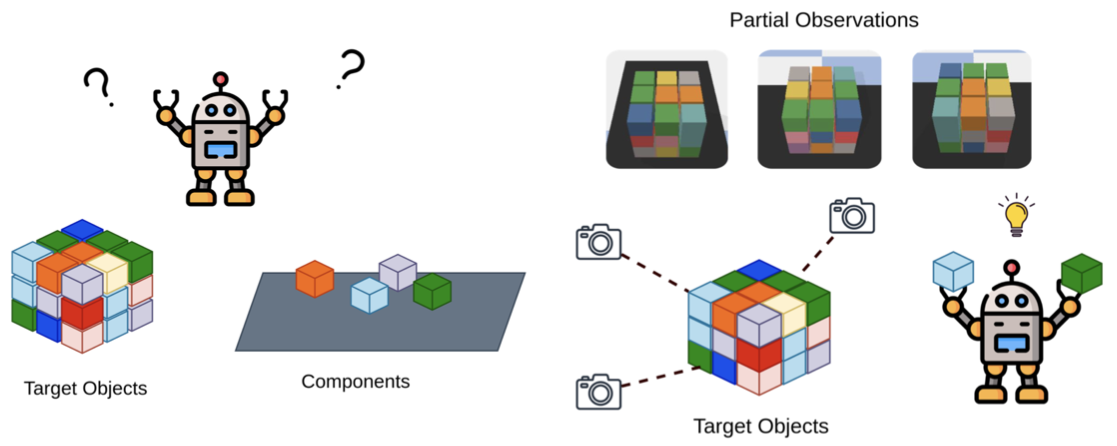 Partial Observations
?
?
Target Objects
Components
Target Objects